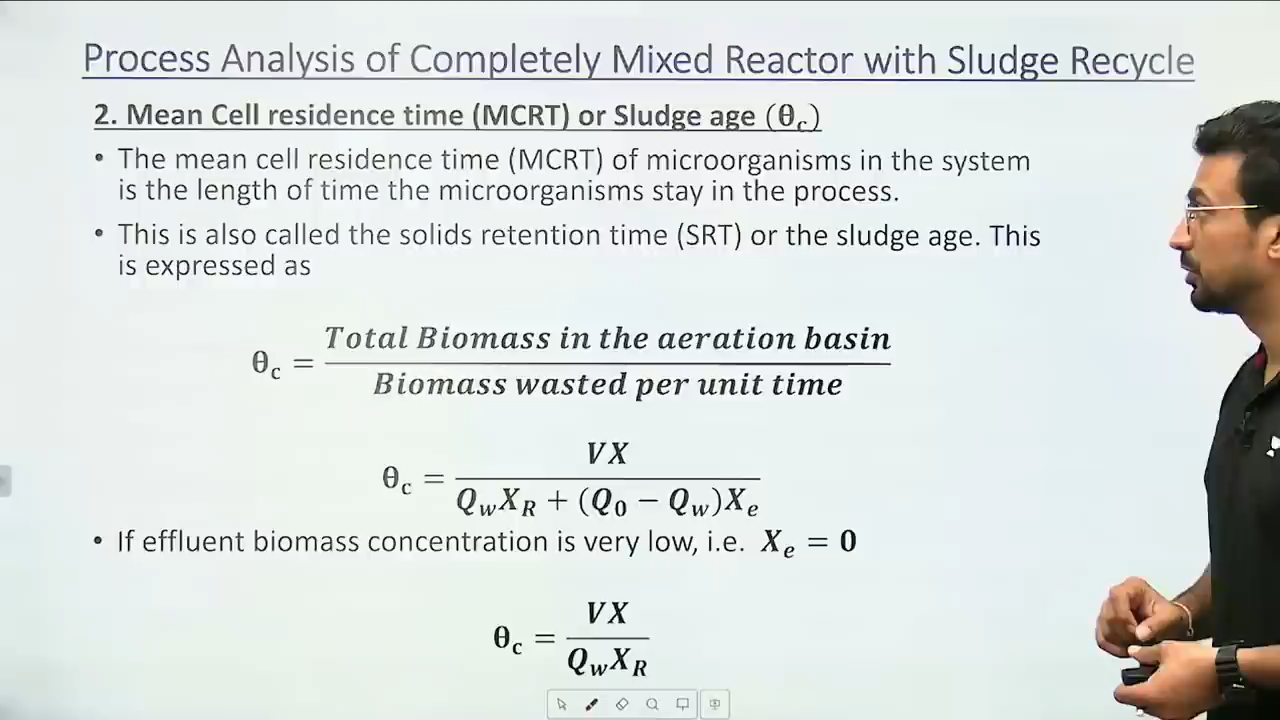 Process Analysis of Completely Mixed Reactor with Sludge Recycle
2. Mean Cell residence time (MCRT) or Sludge age (θc)
• The mean cell residence time (MCRT) of microorganisms in the system
is the length of time the microorganisms stay in the process.
• This is also called the solids retention time (SRT) or the sludge age. This
is expressed as
Total Biomass in the aeration basin
θc =
Biomass wasted per unit time
VX
θc =
QwXR + (Q0 − Qw)Xe
• If effluent biomass concentration is very low, i.e. Xe = 0
VX
θc =
QwXR